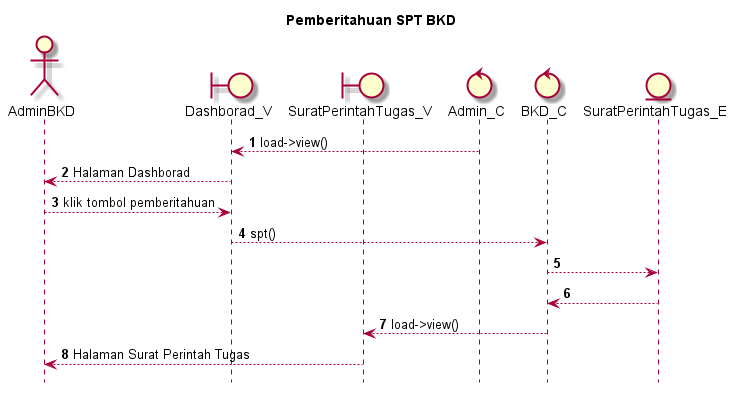 Pemberitahuan SPT BKD
AdminBKD
Dashborad_V
SuratPerintahTugas_V
Admin_C
BKD_C
SuratPerintahTugas_E
1 load->view()
2 Halaman Dashborad
3 klik tombol pemberitahuan
4 spt()
5
6
7 load->view()
8 Halaman Surat Perintah Tugas